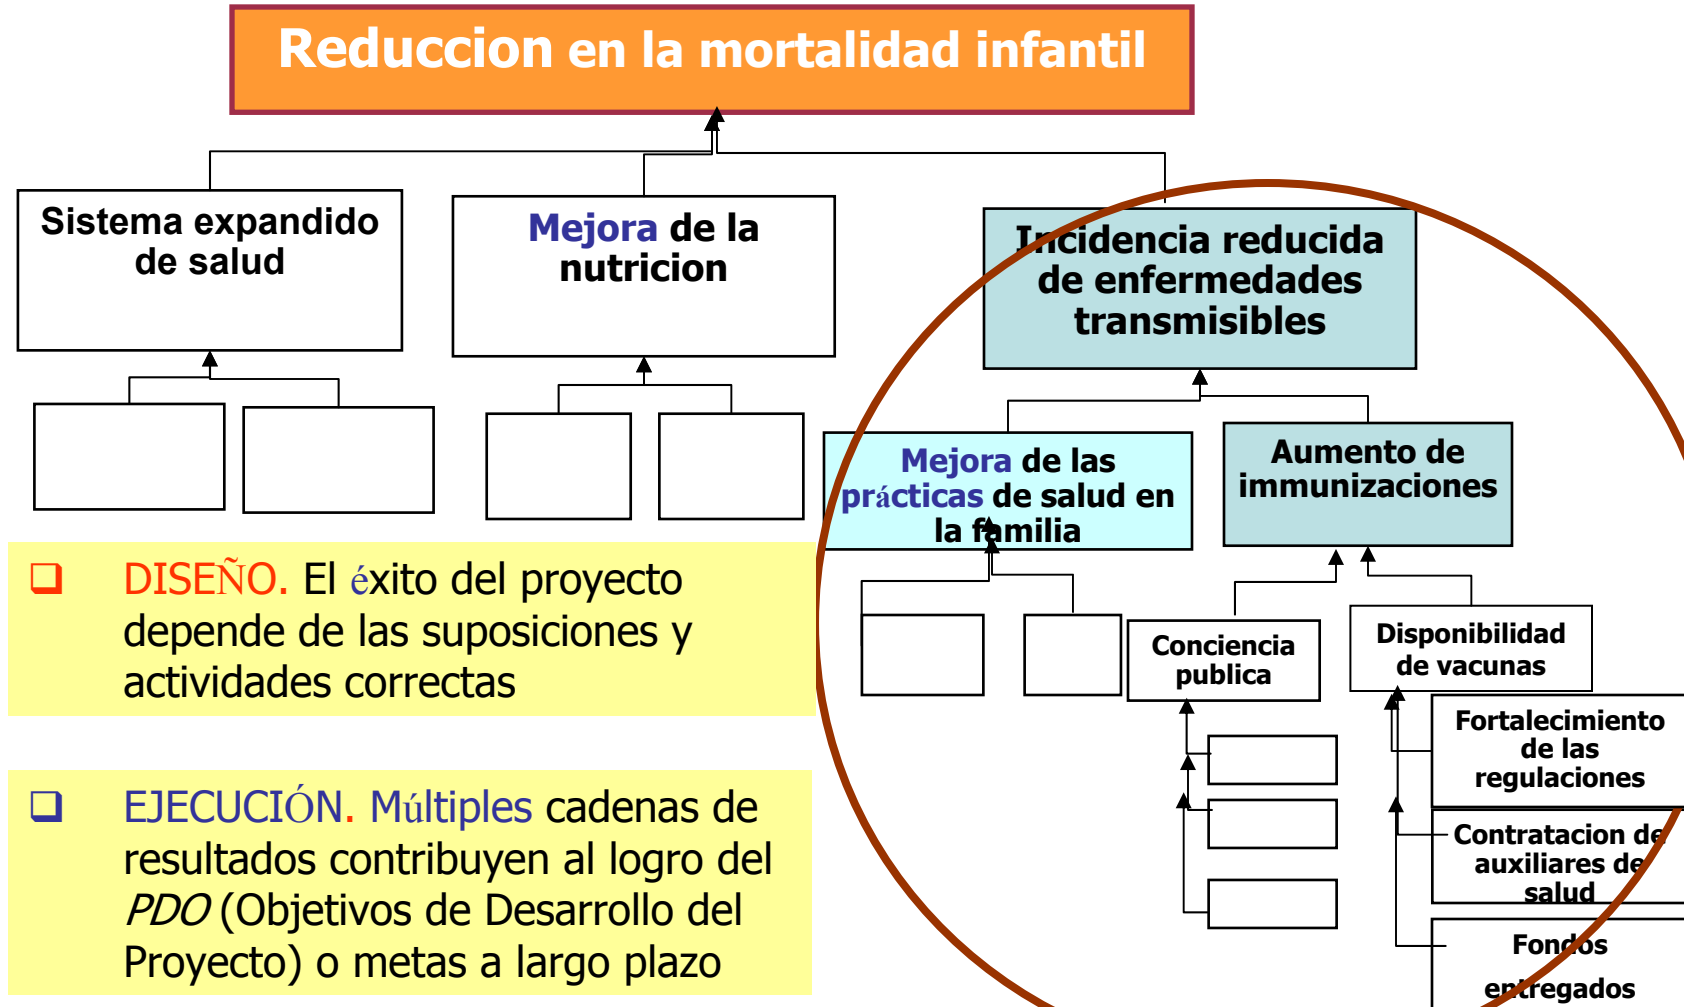 Reduccion en la mortalidad infantil
Sistema expandido
de salud
Mejora de la
nutricion
Incidencia reducida
de enfermedades
transmisibles
Mejora de las
prácticas de salud en
la familia
Aumento de
immunizaciones
Conciencia
publica
Disponibilidad
de vacunas
Fortalecimiento
de las
regulaciones
Contratacion de
auxiliares de
salud
Fondos
entregados
DISEÑO. El éxito del proyecto
depende de las suposiciones y
actividades correctas
EJECUCIÓN. Múltiples cadenas de
resultados contribuyen al logro del
PDO (Objetivos de Desarrollo del
Proyecto) o metas a largo plazo